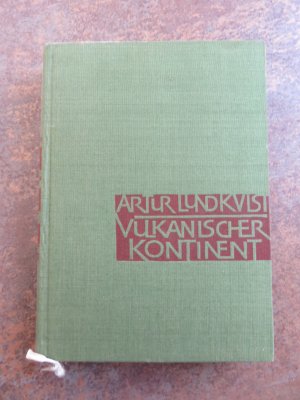 ARTUR LUNDKVIST
VULKANISCHER
KONTINENT